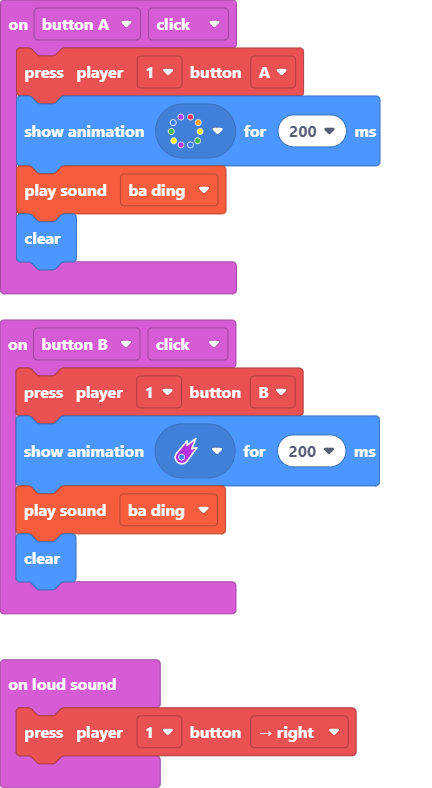 on button A click
press player 1 button A
show animation for 200 ms
play sound ba ding
clear
on button B click
press player 1 button B
show animation for 200 ms
play sound ba ding
clear
on loud sound
press player 1 button → right